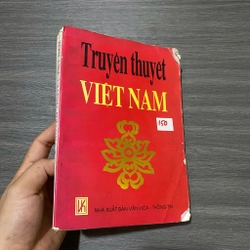 Truyền thuyết
VIỆT NAM
150
NHÀ XUẤT BẢN VĂN HÓA - THÔNG TIN